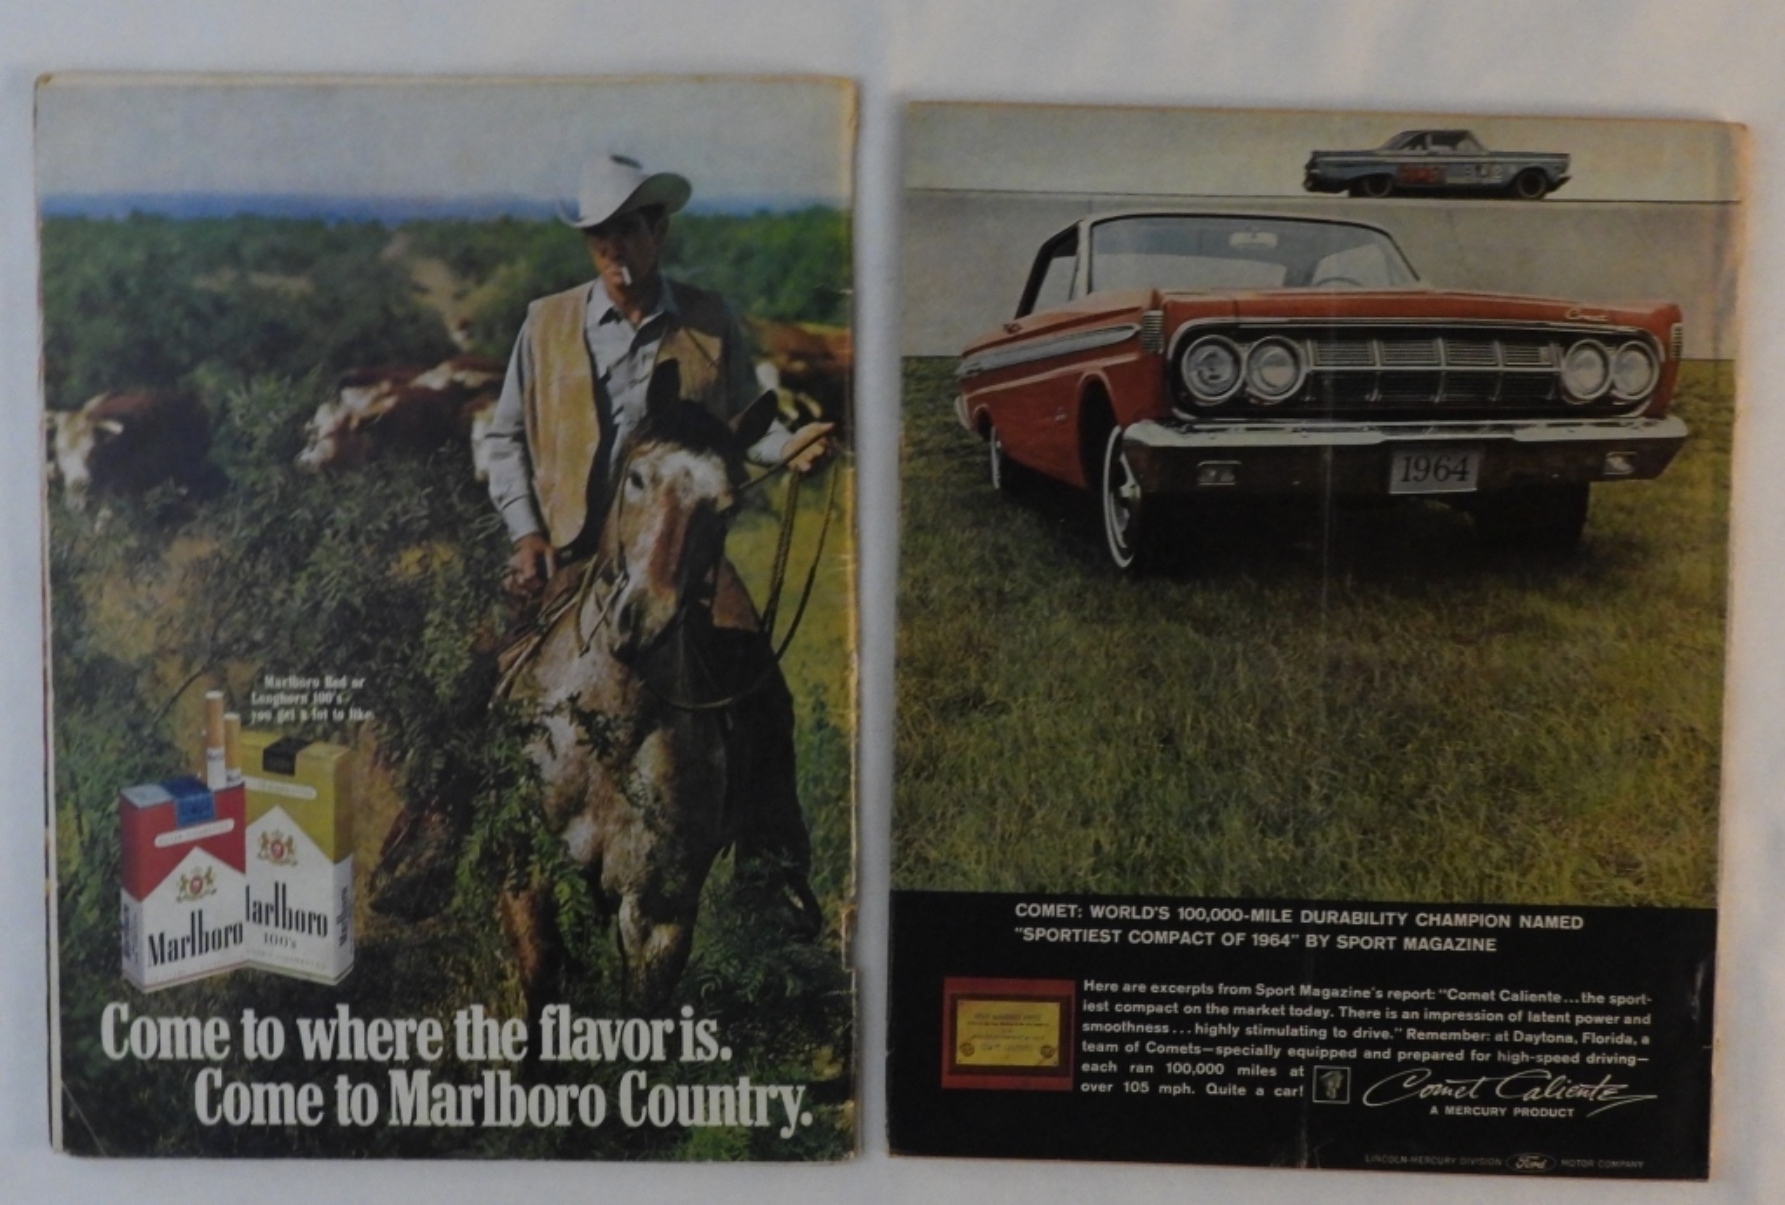 Marlboro Red or
Longhorn 100's
you get a lot to like.
Marlboro
Marlboro
arlboro
100's
Marlboro
Come to where the flavor is.
Come to Marlboro Country.
Comet
1964
COMET: WORLD'S 100,000-MILE DURABILITY CHAMPION NAMED
"SPORTIEST COMPACT OF 1964" BY SPORT MAGAZINE
Here are excerpts from Sport Magazine's report: "Comet Caliente...the sport-
iest compact on the market today. There is an impression of latent power and
smoothness...highly stimulating to drive." Remember: at Daytona, Florida, a
team of Comets—specially equipped and prepared for high-speed driving—
each ran 100,000 miles at
over 105 mph. Quite a car!
Comet Caliente
A MERCURY PRODUCT
LINCOLN-MERCURY DIVISION Ford MOTOR COMPANY